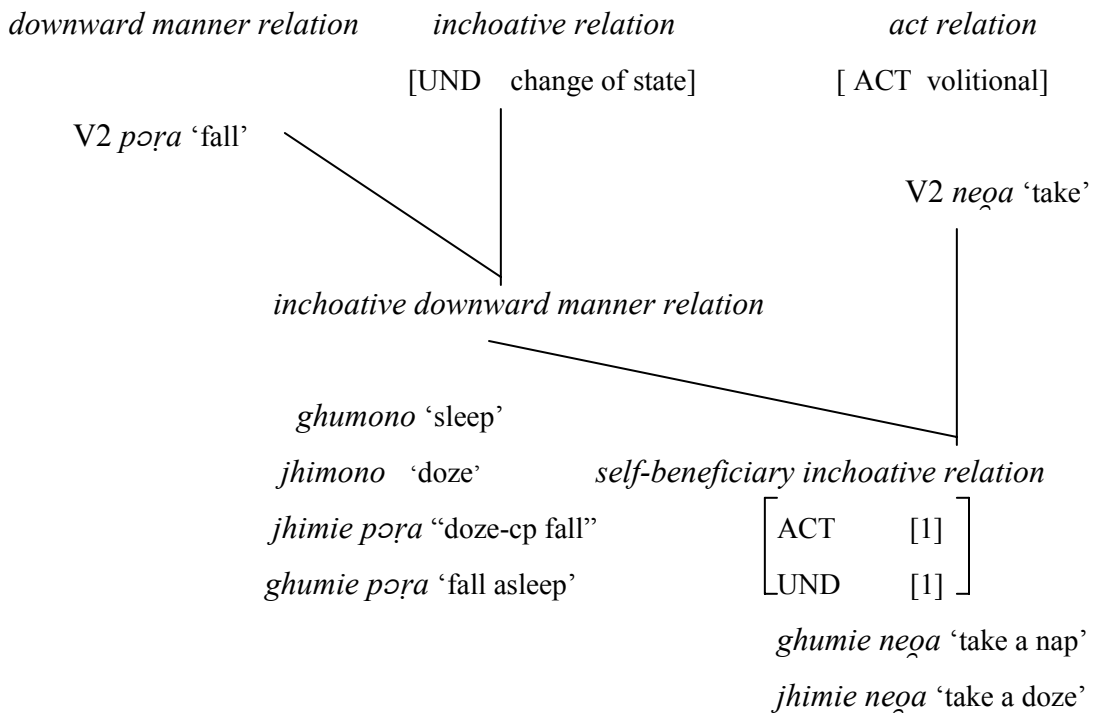 downward manner relation inchoative relation act relation
[UND change of state] [ ACT volitional]
V2 pɔṛa ‘fall’
V2 neo̯a ‘take’
inchoative downward manner relation
ghumono ‘sleep’
jhimono ‘doze’ self-beneficiary inchoative relation
jhimie pɔṛa “doze-cp fall” ACT [1]
ghumie pɔṛa ‘fall asleep’ UND [1]
ghumie neo̯a ‘take a nap’
jhimie neo̯a ‘take a doze’